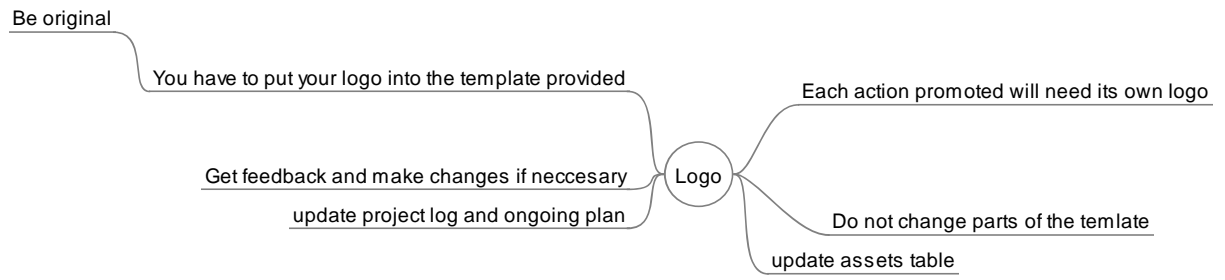 Be original
You have to put your logo into the template provided
Each action promoted will need its own logo
Get feedback and make changes if neccesary
Logo
update project log and ongoing plan
Do not change parts of the temlate
update assets table